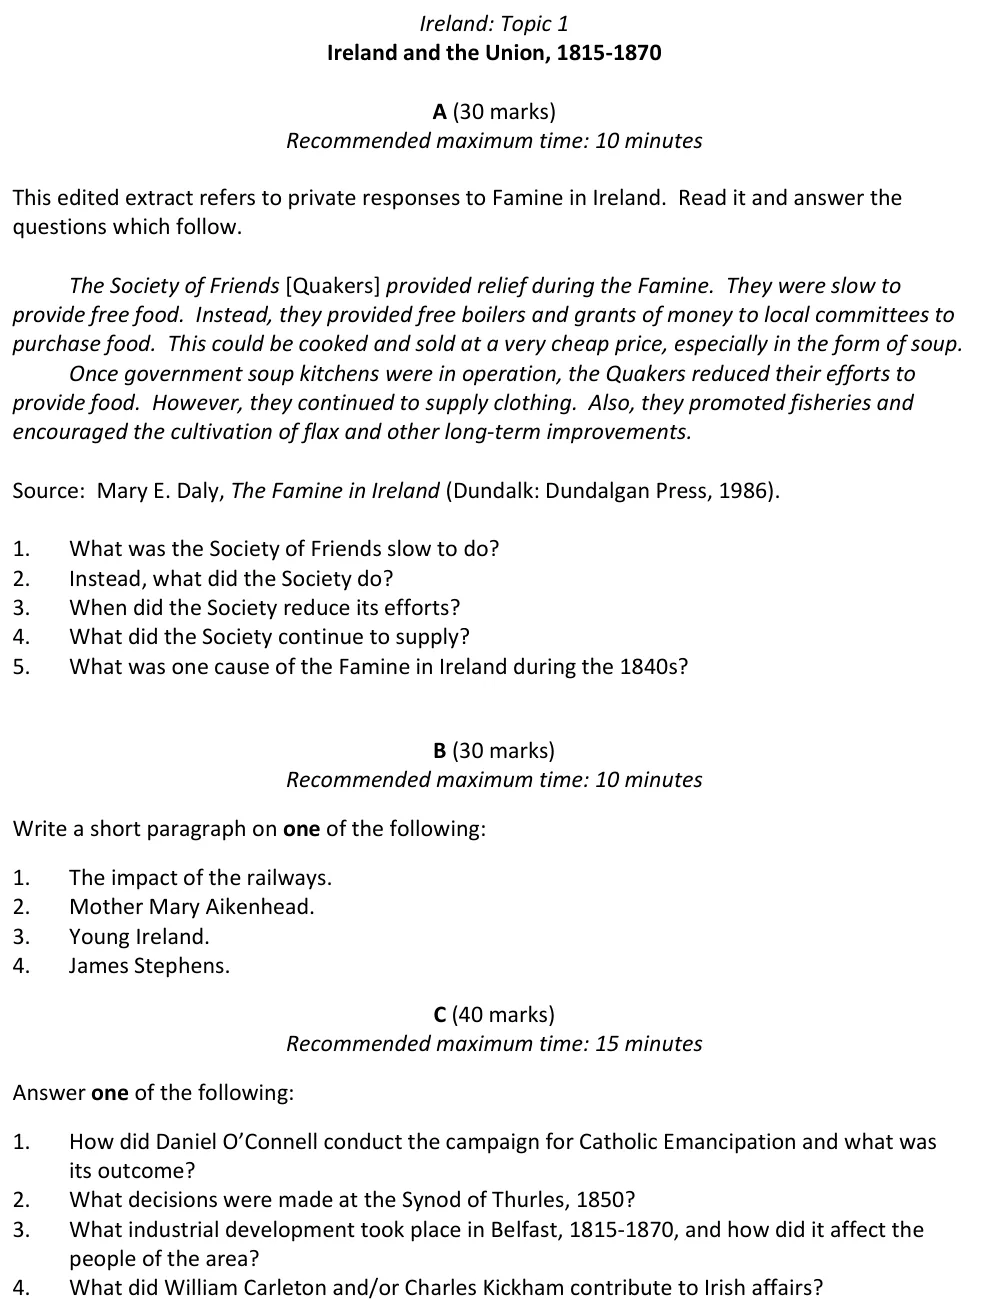 Ireland: Topic 1
Ireland and the Union, 1815-1870
A (30 marks)
Recommended maximum time: 10 minutes
This edited extract refers to private responses to Famine in Ireland.  Read it and answer the
questions which follow.
The Society of Friends [Quakers] provided relief during the Famine.  They were slow to
provide free food.  Instead, they provided free boilers and grants of money to local committees to
purchase food.  This could be cooked and sold at a very cheap price, especially in the form of soup.
Once government soup kitchens were in operation, the Quakers reduced their efforts to
provide food.  However, they continued to supply clothing.  Also, they promoted fisheries and
encouraged the cultivation of flax and other long-term improvements.
Source:  Mary E. Daly, The Famine in Ireland (Dundalk: Dundalgan Press, 1986).
1. What was the Society of Friends slow to do?
2. Instead, what did the Society do?
3. When did the Society reduce its efforts?
4. What did the Society continue to supply?
5. What was one cause of the Famine in Ireland during the 1840s?
B (30 marks)
Recommended maximum time: 10 minutes
Write a short paragraph on one of the following:
1. The impact of the railways.
2. Mother Mary Aikenhead.
3. Young Ireland.
4. James Stephens.
C (40 marks)
Recommended maximum time: 15 minutes
Answer one of the following:
1. How did Daniel O’Connell conduct the campaign for Catholic Emancipation and what was
its outcome?
2. What decisions were made at the Synod of Thurles, 1850?
3. What industrial development took place in Belfast, 1815-1870, and how did it affect the
people of the area?
4. What did William Carleton and/or Charles Kickham contribute to Irish affairs?